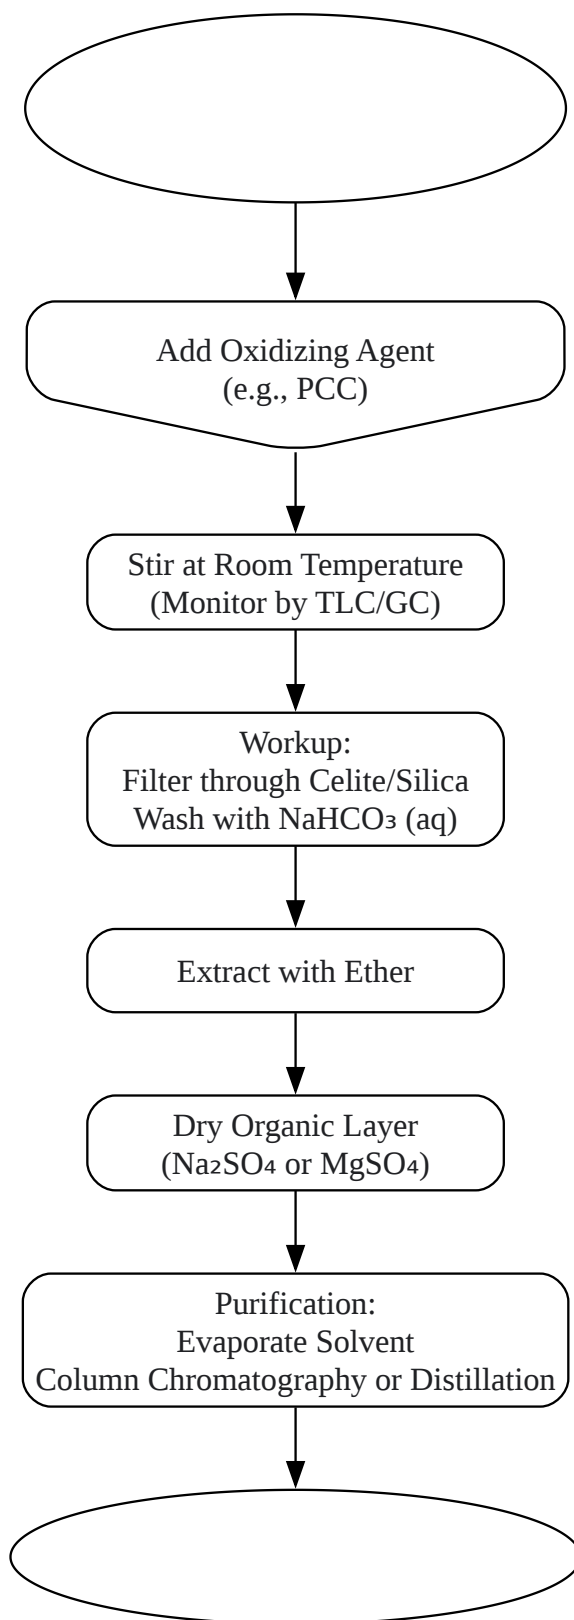 Add Oxidizing Agent
(e.g., PCC)
Stir at Room Temperature
(Monitor by TLC/GC)
Workup:
Filter through Celite/Silica
Wash with NaHCO₃ (aq)
Extract with Ether
Dry Organic Layer
(Na₂SO₄ or MgSO₄)
Purification:
Evaporate Solvent
Column Chromatography or Distillation